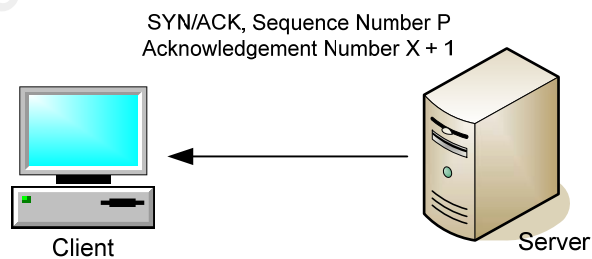 SYN/ACK, Sequence Number P
Acknowledgement Number X + 1
Client
Server